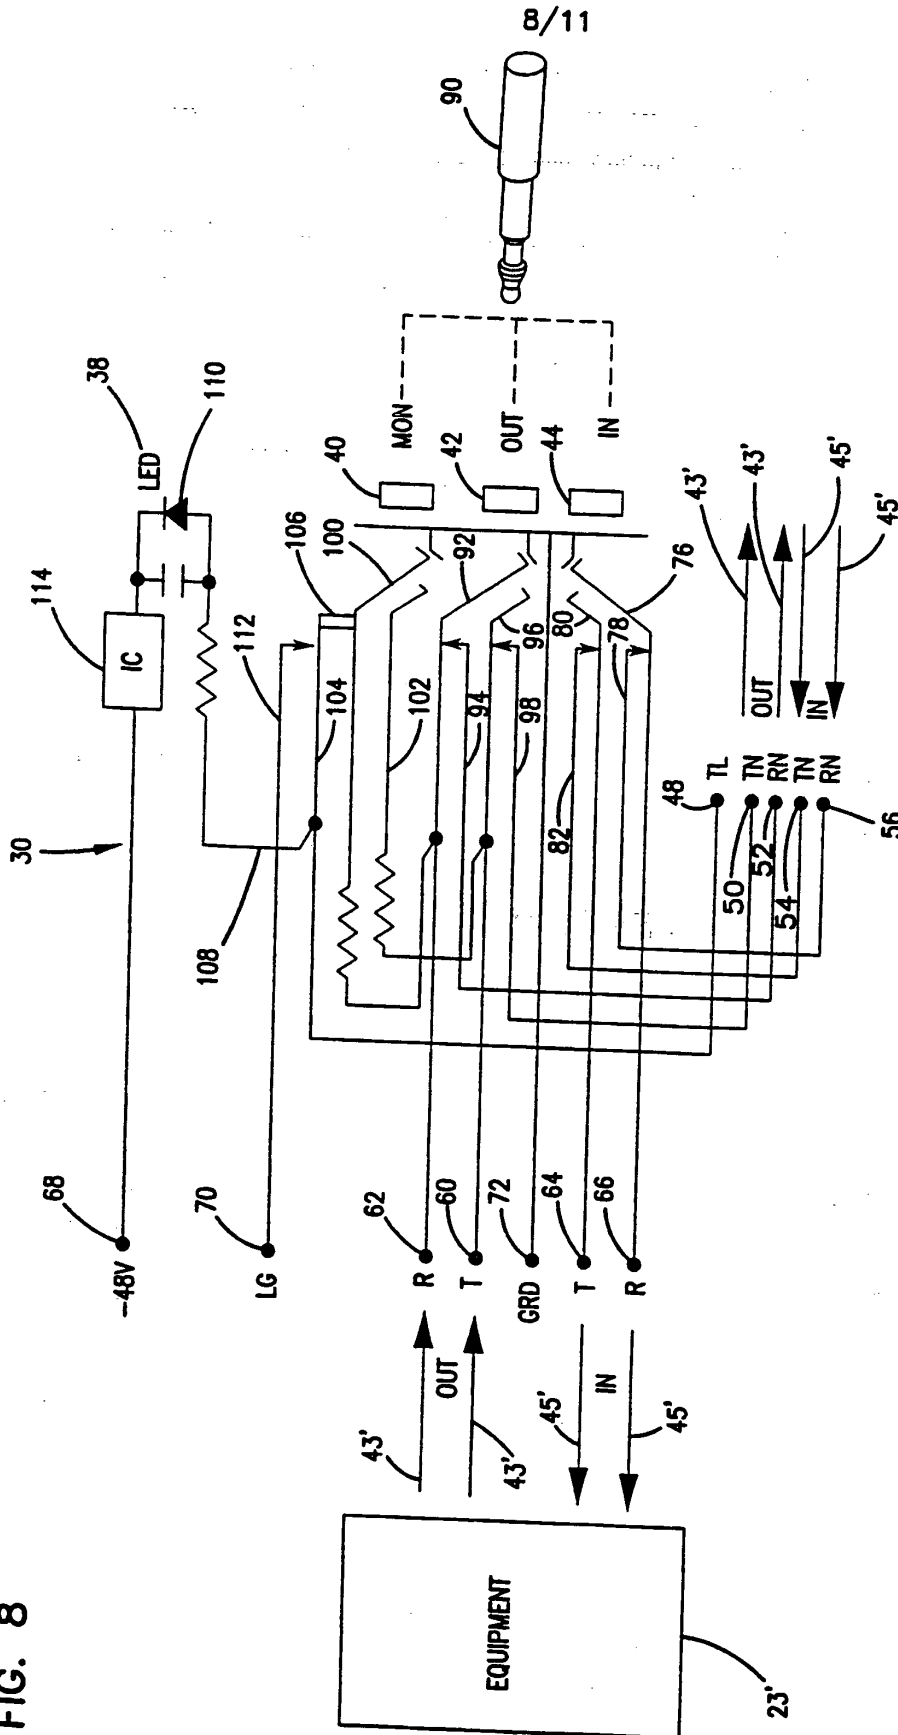 8/11
FIG. 8
90
38
LED
110
114
IC
106
100
112
104
40
MON
42
OUT
44
IN
92
102
30
108
94
96
98
80
78
76
82
68
-48V
70
LG
62
R
60
T
72
GRD
64
T
66
R
43'
OUT
43'
45'
IN
45'
EQUIPMENT
23'
48
TL
50
TN
52
RN
54
TN
56
RN
43'
OUT
43'
45'
IN
45'